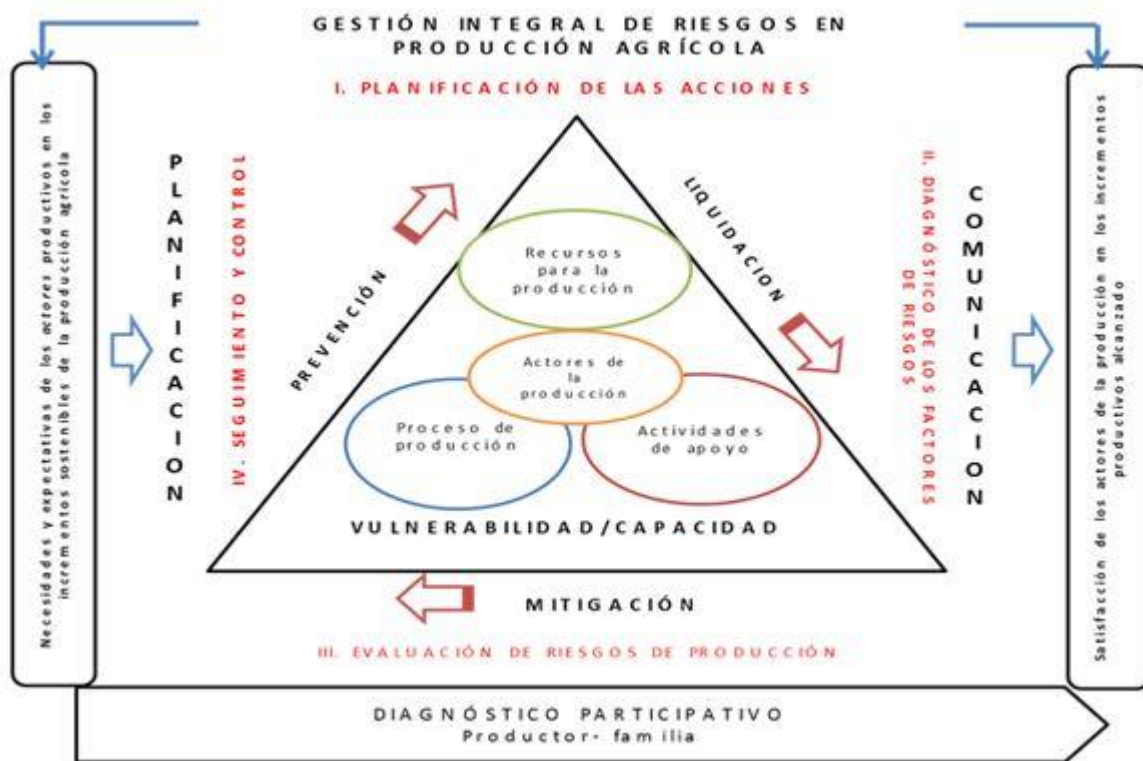 GESTIÓN INTEGRAL DE RIESGOS EN
PRODUCCIÓN AGRÍCOLA
I. PLANIFICACIÓN DE LAS ACCIONES
Necesidades y expectativas de los actores productivos en los
incrementos sostenibles de la producción agrícola
PLANIFICACION
IV. SEGUIMIENTO Y CONTROL
PREVENCIÓN
LIQUIDACION
II. DIAGNÓSTICO DE LOS FACTORES
DE RIESGOS
COMUNICACION
Satisfacción de los actores de la producción en los incrementos
productivos alcanzado
Recursos
para la
producción
Actores de
la
producción
Proceso de
producción
Actividades
de apoyo
VULNERABILIDAD/CAPACIDAD
MITIGACIÓN
III. EVALUACIÓN DE RIESGOS DE PRODUCCIÓN
DIAGNÓSTICO PARTICIPATIVO
Productor- familia